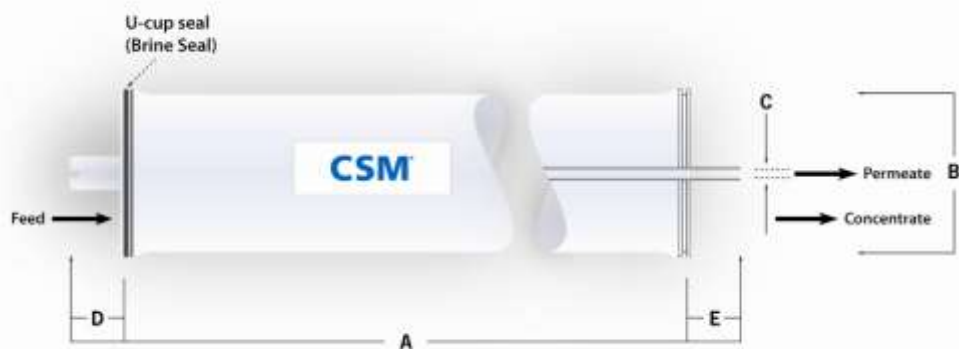 U-cup seal
(Brine Seal)
C
CSM
Permeate
B
Feed
Concentrate
D
E
A